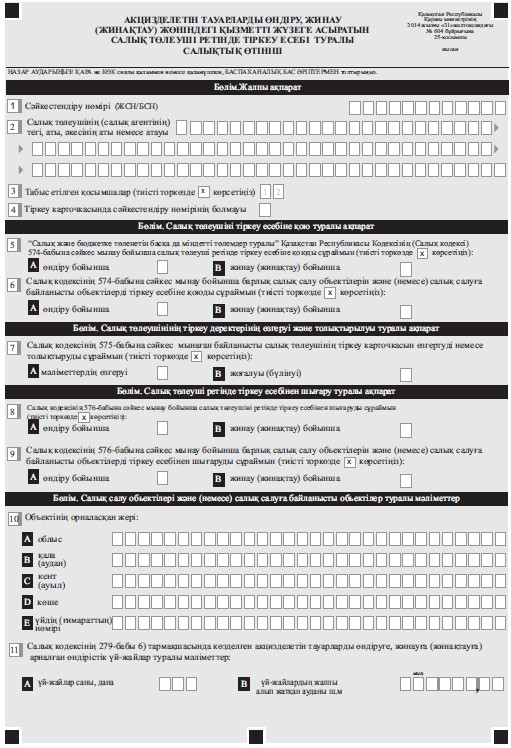 АКЦИЗДЕЛЕТІН ТАУАРЛАРДЫ ӨНДІРУ, ЖИНАУ
(ЖИНАҚТАУ) ЖӨНІНДЕГІ ҚЫЗМЕТТІ ЖҮЗЕГЕ АСЫРАТЫН
САЛЫҚ ТӨЛЕУШІ РЕТІНДЕ ТІРКЕУ ЕСЕБІ ТУРАЛЫ
САЛЫҚТЫҚ ӨТІНІШ
Қазақстан Республикасы
Қаржы министрінің
2014 жылғы «31»желтоқсандағы
№ 604 бұйрығына
25-қосымша
нысан
НАЗАР АУДАРЫҢЫЗ! ҚАРА не КӨК сиялы қаламмен немесе қаламұшпен, БАСПАХАНАЛЫҚ БАС ӘРІПТЕРМЕН толтырыңыз.
Бөлім.Жалпы ақпарат
1 Сәйкестендіру нөмірі (ЖСН/БСН)
2 Салық төлеушінің (салық агентінің)
тегі, аты, әкесінің аты немесе атауы
3 Табыс етілген қосымшалар (тиісті торкөзде x көрсетіңіз) 1 2
4 Тіркеу карточкасында сәйкестендіру нөмірінің болмауы
Бөлім. Салық төлеушіні тіркеу есебіне қою туралы ақпарат
5 "Салық және бюджетке төленетін басқа да міндетті төлемдер туралы" Қазақстан Республикасы Кодексінің (Салық кодексі)
574-бабына сәйкес мынау бойынша салық төлеуші ретінде тіркеу есебіне қоюды сұраймын (тиісті торкөзде x көрсетіңіз):
A өндіру бойынша B жинау (жинақтау) бойынша
6 Салық кодексінің 574-бабына сәйкес мынау бойынша барлық салық салу объектілерін және (немесе) салық салуға
байланысты объектілерді тіркеу есебіне қоюды сұраймын (тиісті торкөзде x көрсетіңіз):
A өндіру бойынша B жинау (жинақтау) бойынша
Бөлім. Салық төлеушінің тіркеу деректерінің өзгеруі және толықтырылуы туралы ақпарат
7 Салық кодексінің 575-бабына сәйкес мынаған байланысты салық төлеушінің тіркеу карточкасын өзгертуді немесе
толықтыруды сұраймын (тиісті торкөзде x көрсетіңіз):
A мәліметтердің өзгеруі B жоғалуы (бүлінуі)
Бөлім. Салық төлеуші ретінде тіркеу есебінен шығару туралы ақпарат
8 Салық кодексінің 576-бабына сәйкес мынау бойынша салық төлеушіні ретінде тіркеу есебінен шығаруды сұраймын
(тиісті торкөзде x көрсетіңіз):
A өндіру бойынша B жинау (жинақтау) бойынша
9 Салық кодексінің 576-бабына сәйкес мынау бойынша барлық салық салу объектілерін және (немесе) салық салуға
байланысты объектілерді тіркеу есебінен шығаруды сұраймын (тиісті торкөзде x көрсетіңіз):
A өндіру бойынша B жинау (жинақтау) бойынша
Бөлім. Салық салу обьектілері және (немесе) салық салуға байланысты обьектілер туралы мәліметтер
10 Объектінің орналасқан жері:
A облыс
B қала
(аудан)
C кент
(ауыл)
D көше
E үйдің (ғимараттың)
нөмірі
11 Салық кодексінің 279-бабы 6) тармақшасында көзделген акцизделетін тауарларды өндіруге, жинауға (жинақтауға)
арналған өндірістік үй-жайлар туралы мәліметтер:
A үй-жайлар саны, дана B үй-жайлардың жалпы
алып жатқан ауданы ш.м ,